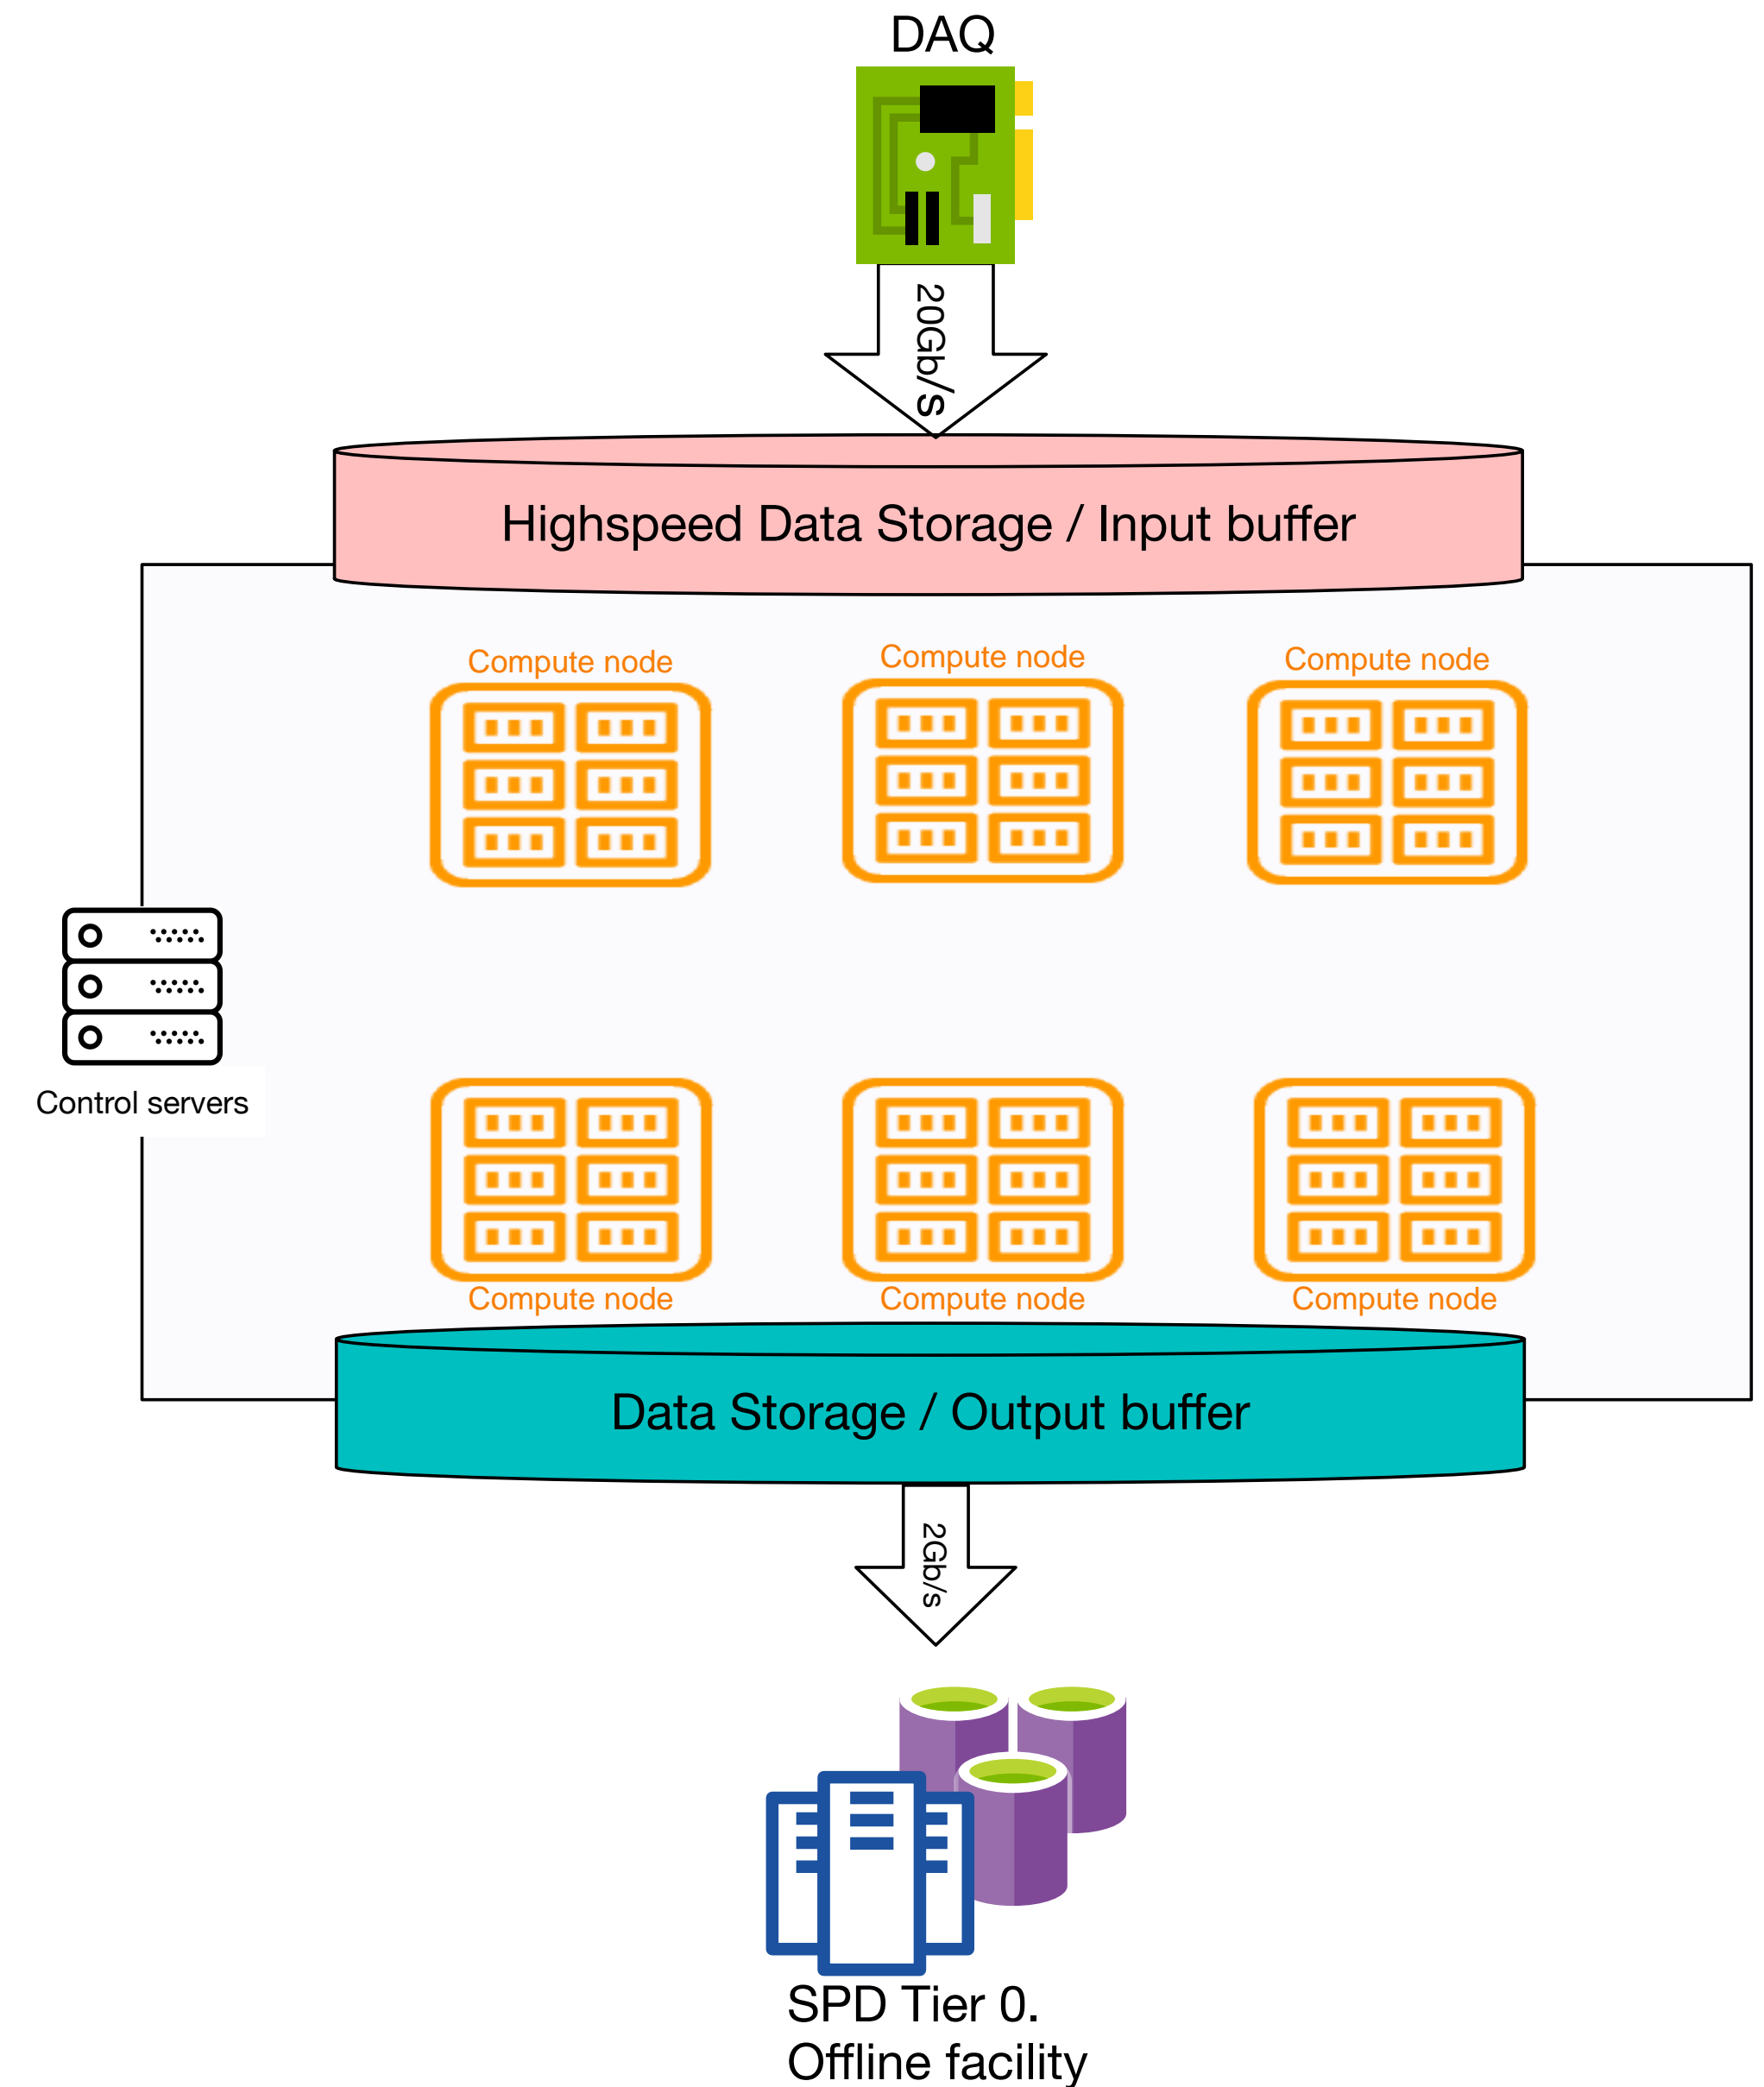 DAQ
20Gb/s
Highspeed Data Storage / Input buffer
Compute node
Compute node
Compute node
Control servers
Compute node
Compute node
Compute node
Data Storage / Output buffer
2Gb/s
SPD Tier 0.
Offline facility